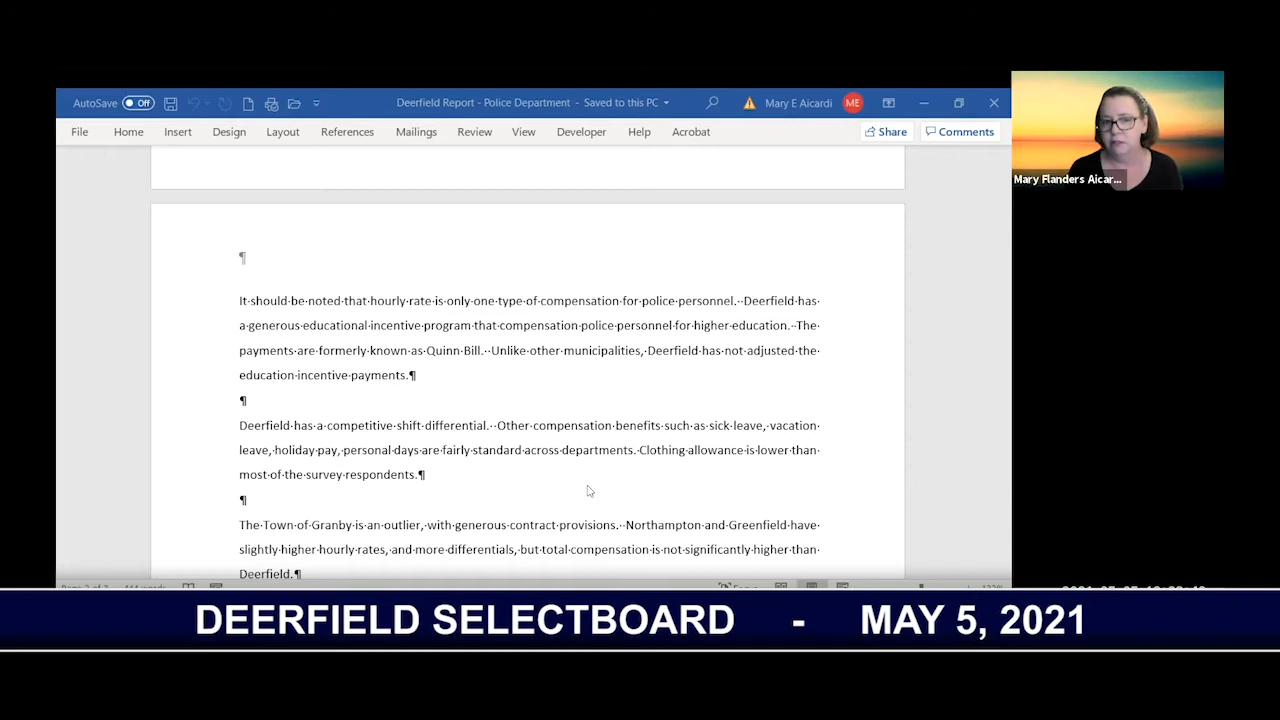 AutoSave Off Deerfield Report - Police Department - Saved to this PC Mary E Aicardi ME
File Home Insert Design Layout References Mailings Review View Developer Help Acrobat Share Comments
Mary Flanders Aicar...
¶
It·should·be·noted·that·hourly·rate·is·only·one·type·of·compensation·for·police·personnel.··Deerfield·has·
a·generous·educational·incentive·program·that·compensation·police·personnel·for·higher·education.··The·
payments·are·formerly·known·as·Quinn·Bill.··Unlike·other·municipalities,·Deerfield·has·not·adjusted·the·
education·incentive·payments.¶
¶
Deerfield·has·a·competitive·shift·differential.··Other·compensation·benefits·such·as·sick·leave,·vacation·
leave,·holiday·pay,·personal·days·are·fairly·standard·across·departments.·Clothing·allowance·is·lower·than·
most·of·the·survey·respondents.¶
¶
The·Town·of·Granby·is·an·outlier,·with·generous·contract·provisions.··Northampton·and·Greenfield·have·
slightly·higher·hourly·rates,·and·more·differentials,·but·total·compensation·is·not·significantly·higher·than·
Deerfield.¶
DEERFIELD SELECTBOARD - MAY 5, 2021